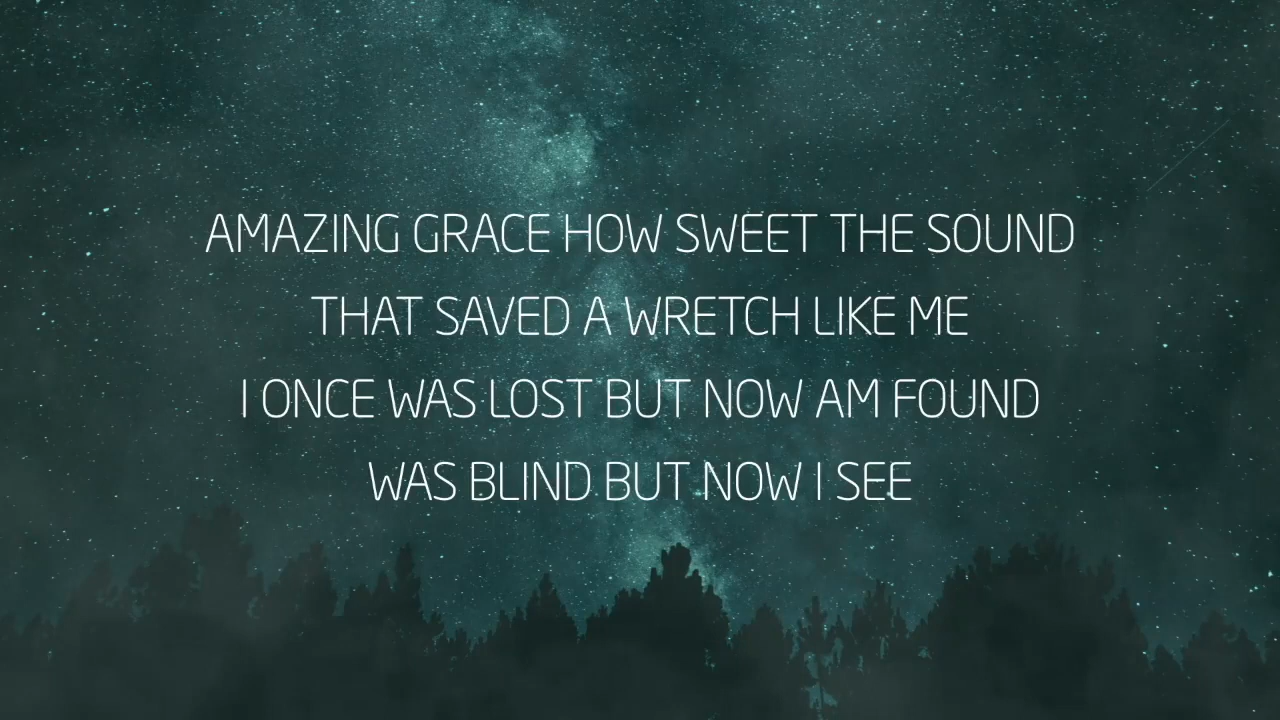 AMAZING GRACE HOW SWEET THE SOUND
THAT SAVED A WRETCH LIKE ME
I ONCE WAS LOST BUT NOW AM FOUND
WAS BLIND BUT NOW I SEE